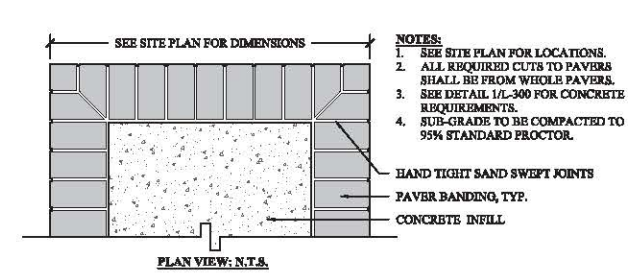 SEE SITE PLAN FOR DIMENSIONS
NOTES:
1. SEE SITE PLAN FOR LOCATIONS.
2. ALL REQUIRED CUTS TO PAVERS
SHALL BE FROM WHOLE PAVERS.
3. SEE DETAIL 1/L-300 FOR CONCRETE
REQUIREMENTS.
4. SUB-GRADE TO BE COMPACTED TO
95% STANDARD PROCTOR.
HAND TIGHT SAND SWEPT JOINTS
PAVER BANDING, TYP.
CONCRETE INFILL
PLAN VIEW: N.T.S.